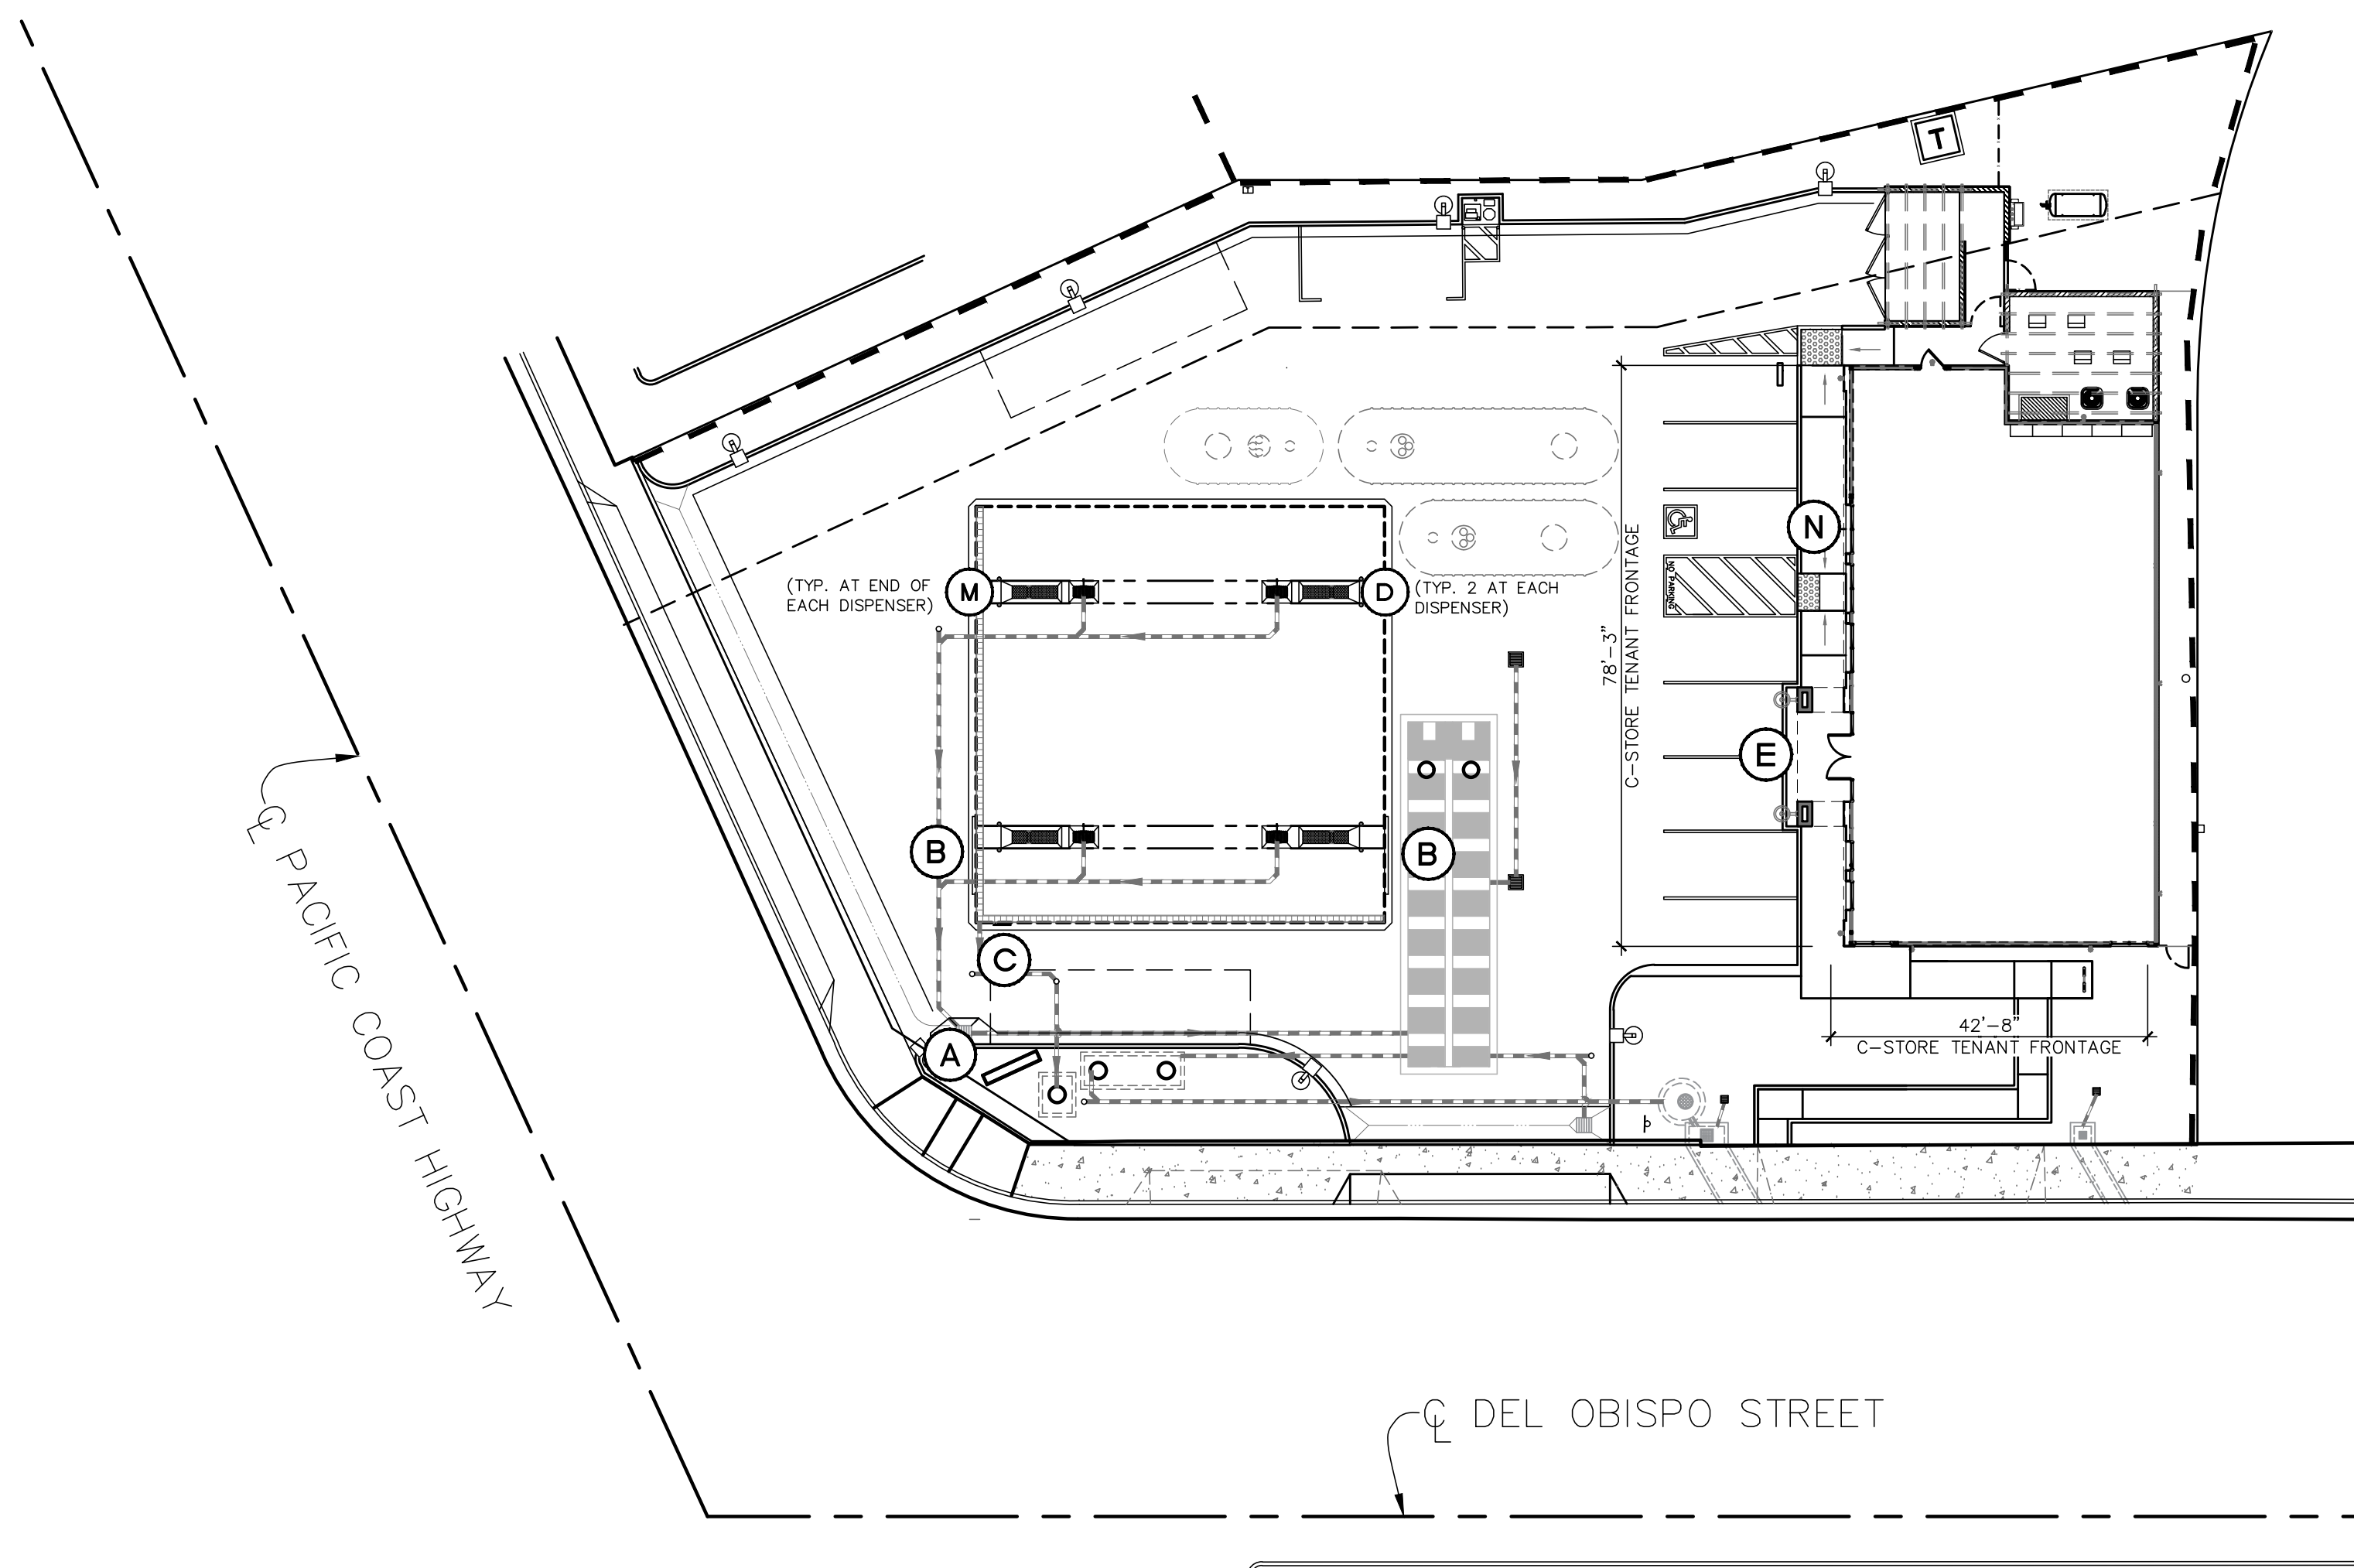 T
N
(TYP. AT END OF
EACH DISPENSER)
M
D
(TYP. 2 AT EACH
DISPENSER)
NO PARKING
78'-3"
C-STORE TENANT FRONTAGE
E
B
B
C
A
42'-8"
C-STORE TENANT FRONTAGE
℄ PACIFIC COAST HIGHWAY
℄ DEL OBISPO STREET